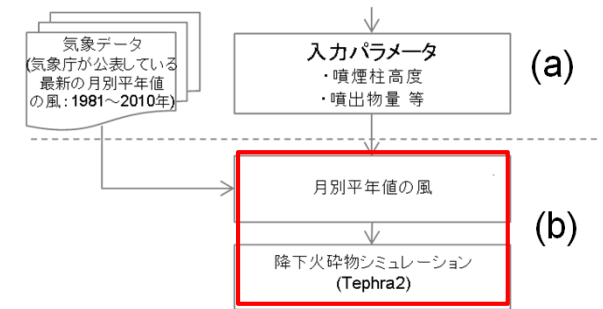 気象データ
(気象庁が公表している
最新の月別平年値
の風：1981～2010年)
入力パラメータ
・噴煙柱高度
・噴出物量 等
(a)
月別平年値の風
降下火砕物シミュレーション
(Tephra2)
(b)